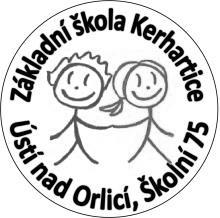 Základní škola Kerhartice
Ústí nad Orlicí, Školní 75